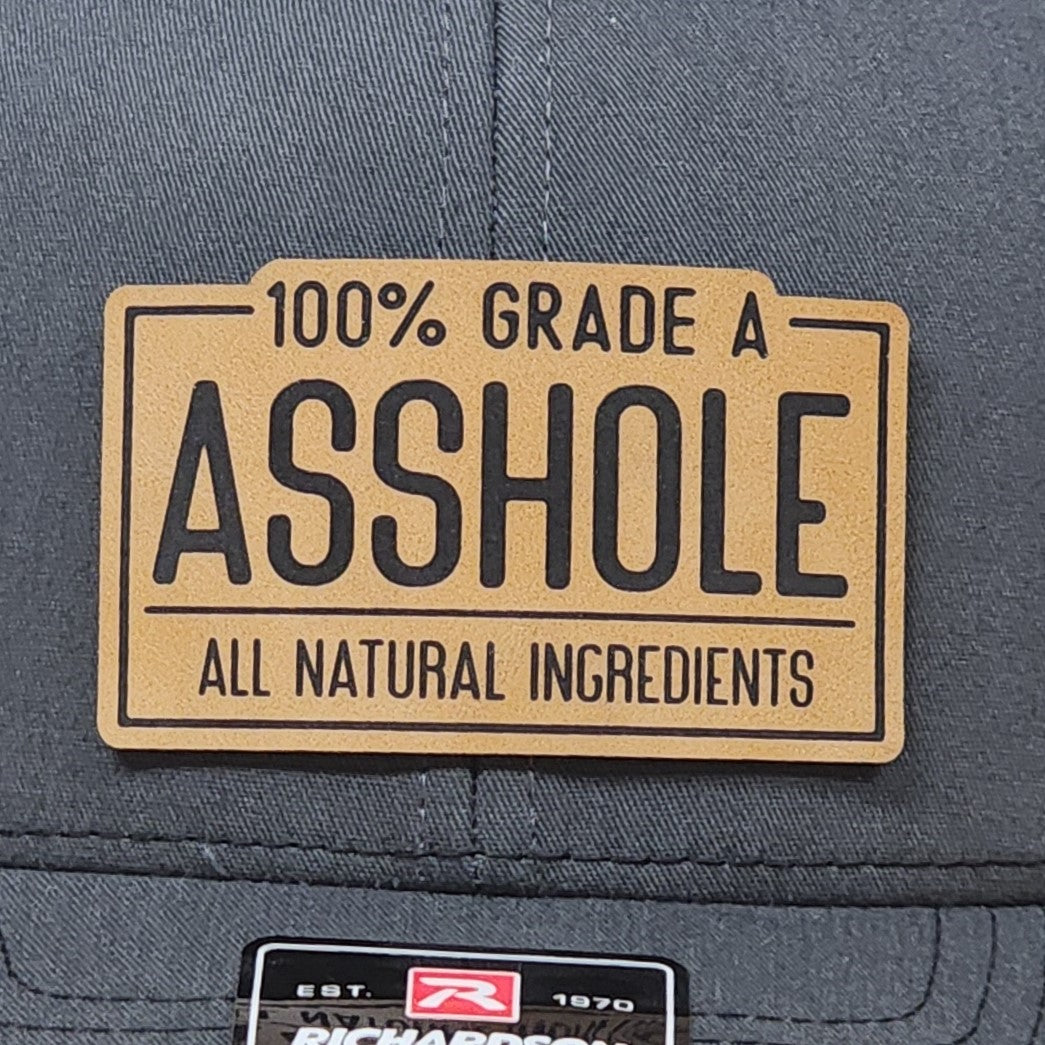 100% GRADE A
ASSHOLE
ALL NATURAL INGREDIENTS
EST. R 1970
RICHARDSON